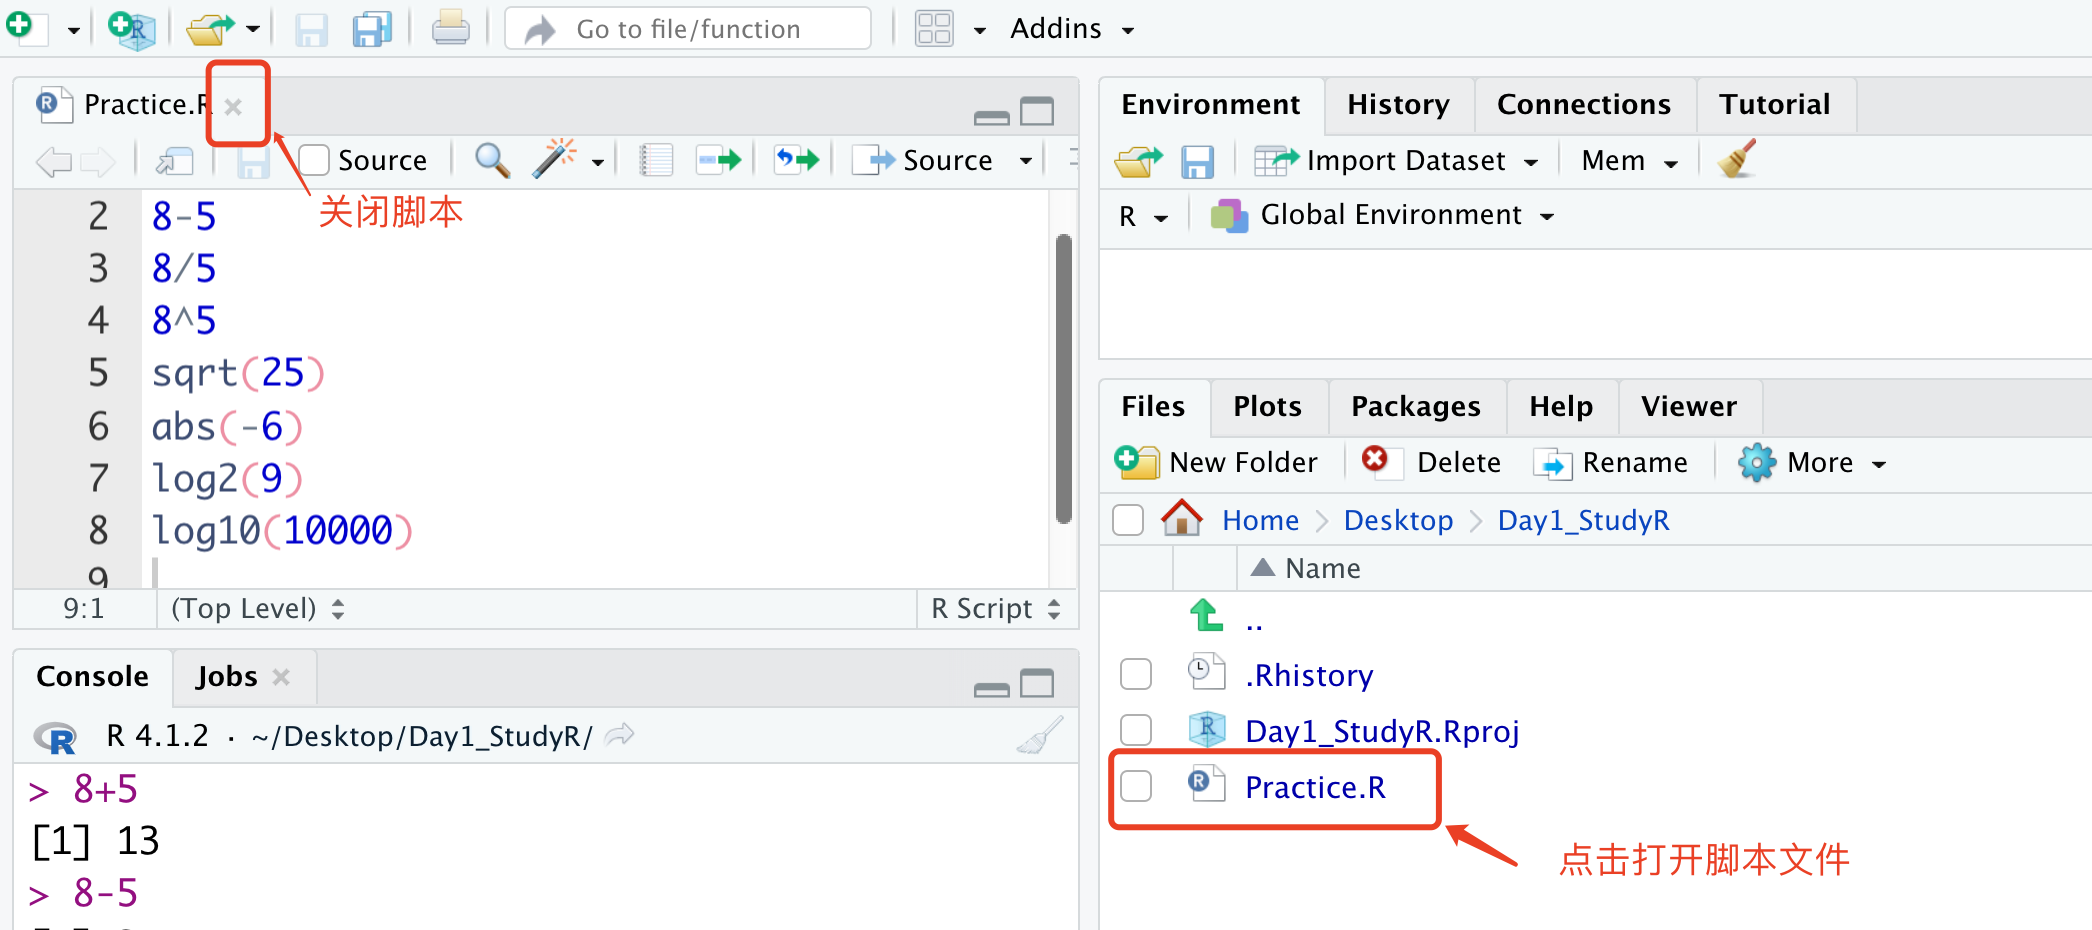 Go to file/function
Addins
Practice.R
Source
Source
关闭脚本
2 8-5
3 8/5
4 8^5
5 sqrt(25)
6 abs(-6)
7 log2(9)
8 log10(10000)
9
9:1 (Top Level) R Script
Console Jobs
R 4.1.2 · ~/Desktop/Day1_StudyR/
> 8+5
[1] 13
> 8-5
Environment History Connections Tutorial
Import Dataset Mem
R Global Environment
Files Plots Packages Help Viewer
New Folder Delete Rename More
Home Desktop Day1_StudyR
Name
..
.Rhistory
Day1_StudyR.Rproj
Practice.R
点击打开脚本文件